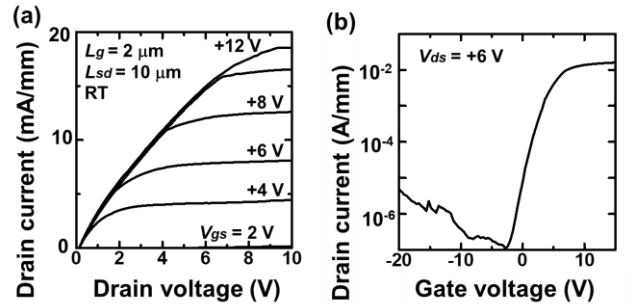 (a)
Drain current (mA/mm)
20
10
0
Lg = 2 μm
Lsd = 10 μm
RT
+12 V
+8 V
+6 V
+4 V
Vgs = 2 V
0 2 4 6 8 10
Drain voltage (V)
(b)
Drain current (A/mm)
10-2
10-4
10-6
Vds = +6 V
-20 -10 0 10
Gate voltage (V)